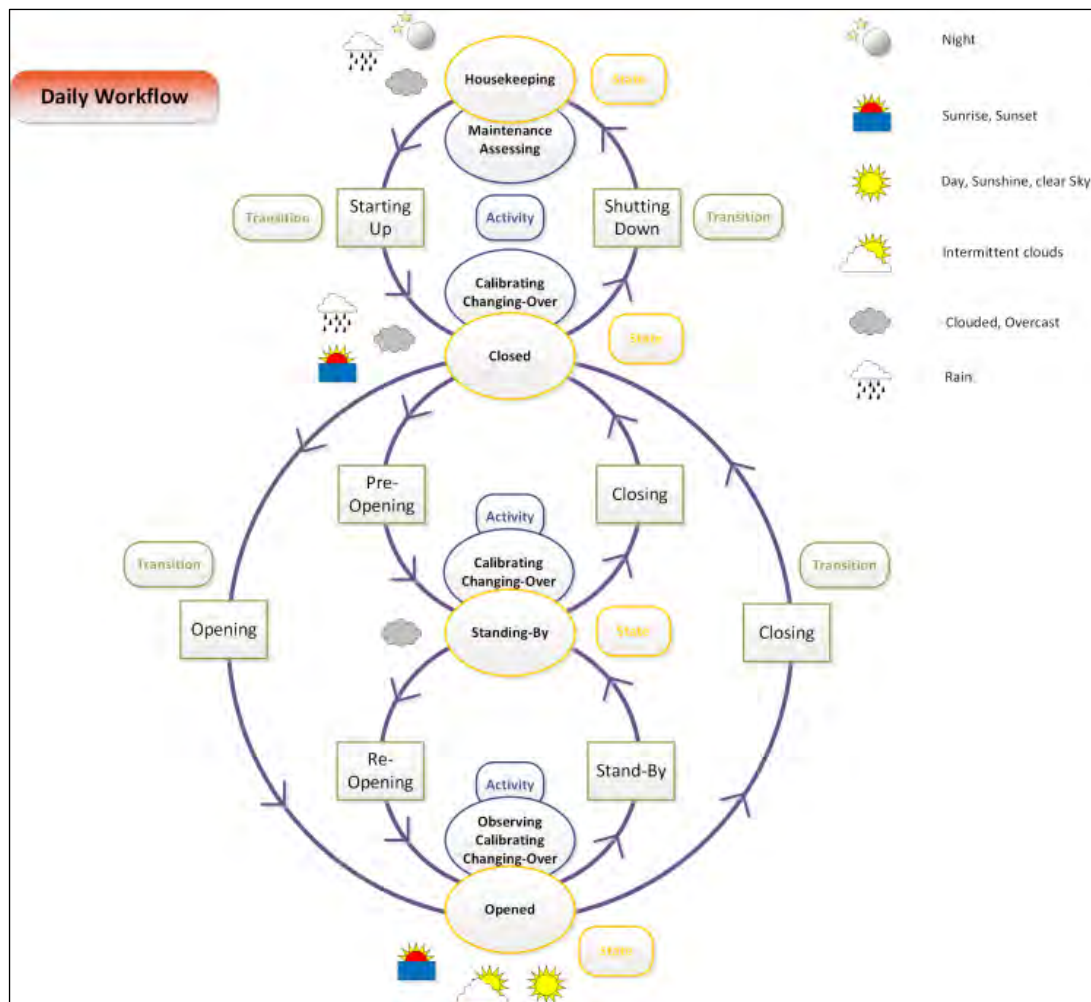 Daily Workflow
Housekeeping
State
Maintenance
Assessing
Transition
Starting
Up
Activity
Shutting
Down
Transition
Calibrating
Changing-Over
Closed
State
Pre-
Opening
Closing
Activity
Calibrating
Changing-Over
Transition
Transition
Opening
Standing-By
State
Closing
Re-
Opening
Stand-By
Activity
Observing
Calibrating
Changing-Over
Opened
State
Night
Sunrise, Sunset
Day, Sunshine, clear Sky
Intermittent clouds
Clouded, Overcast
Rain